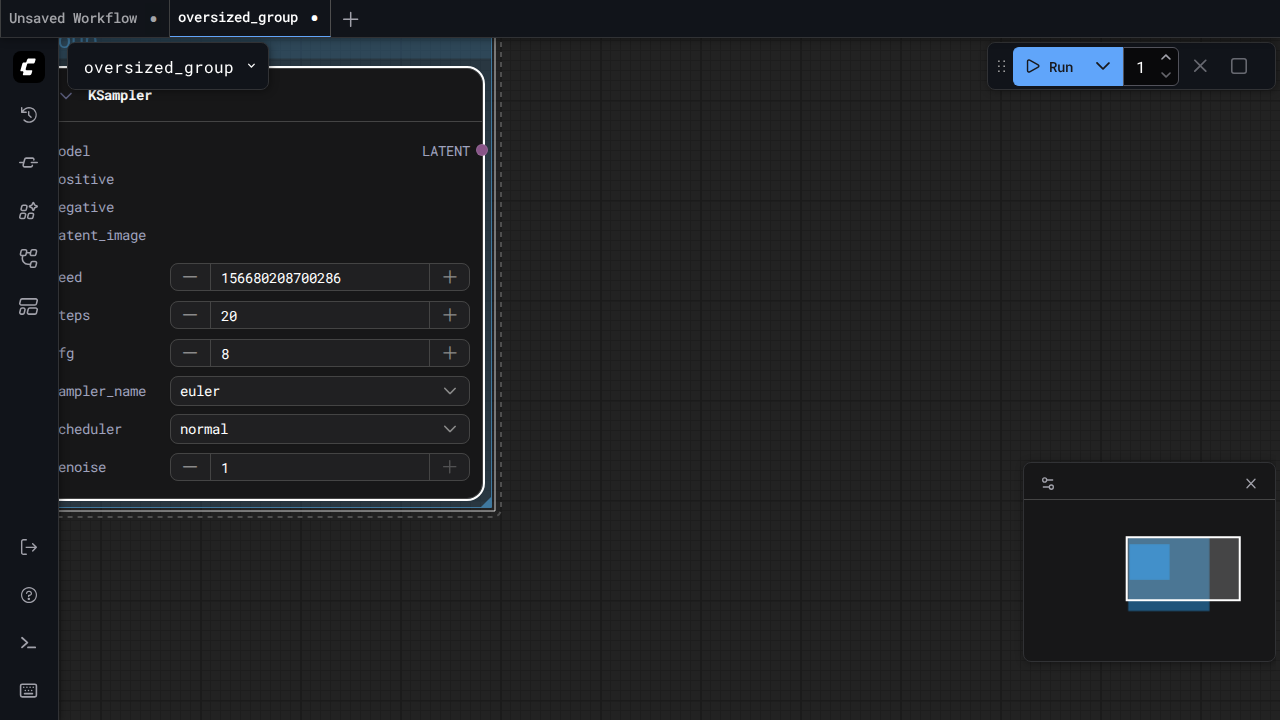 Unsaved Workflow
oversized_group
oversized_group
Run
1
KSampler
odel
LATENT
ositive
egative
atent_image
eed
156680208700286
teps
20
fg
8
ampler_name
euler
cheduler
normal
enoise
1